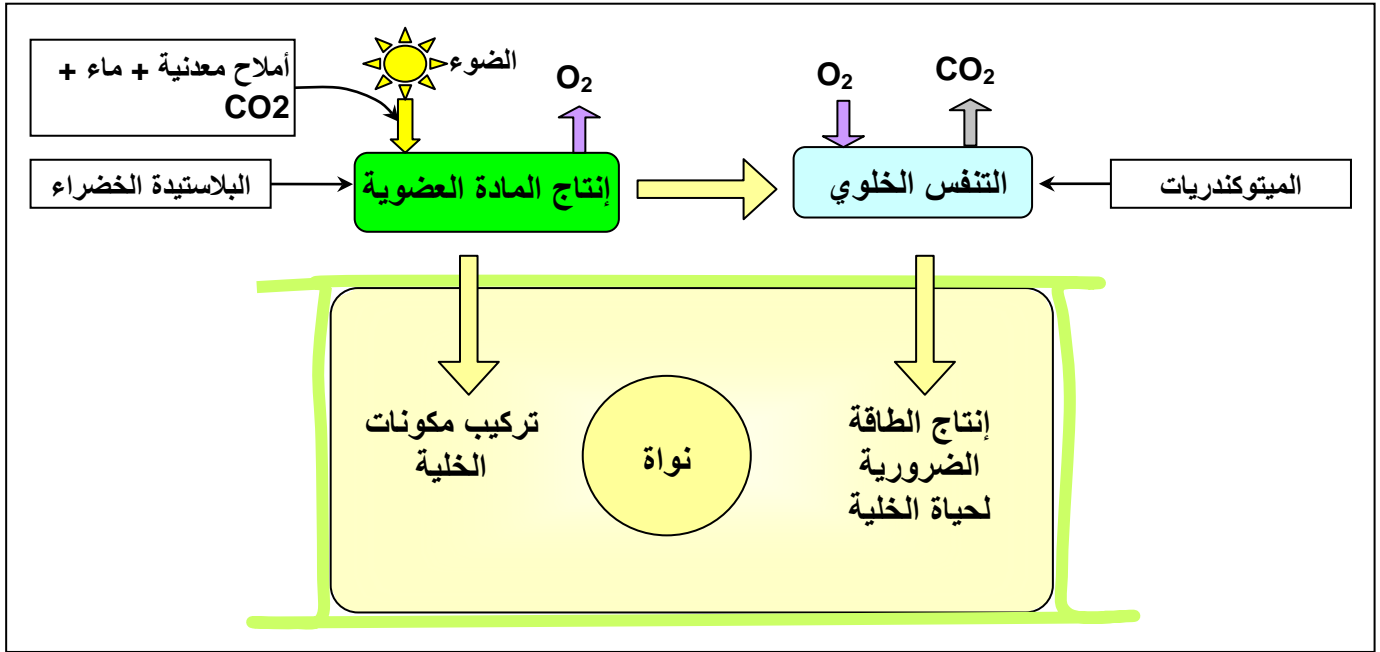 أملاح معدنية + ماء +
CO2
الضوء
O₂
O₂
CO₂
البلاستيدة الخضراء
إنتاج المادة العضوية
التنفس الخلوي
الميتوكندريات
تركيب مكونات
الخلية
نواة
إنتاج الطاقة
الضرورية
لحياة الخلية